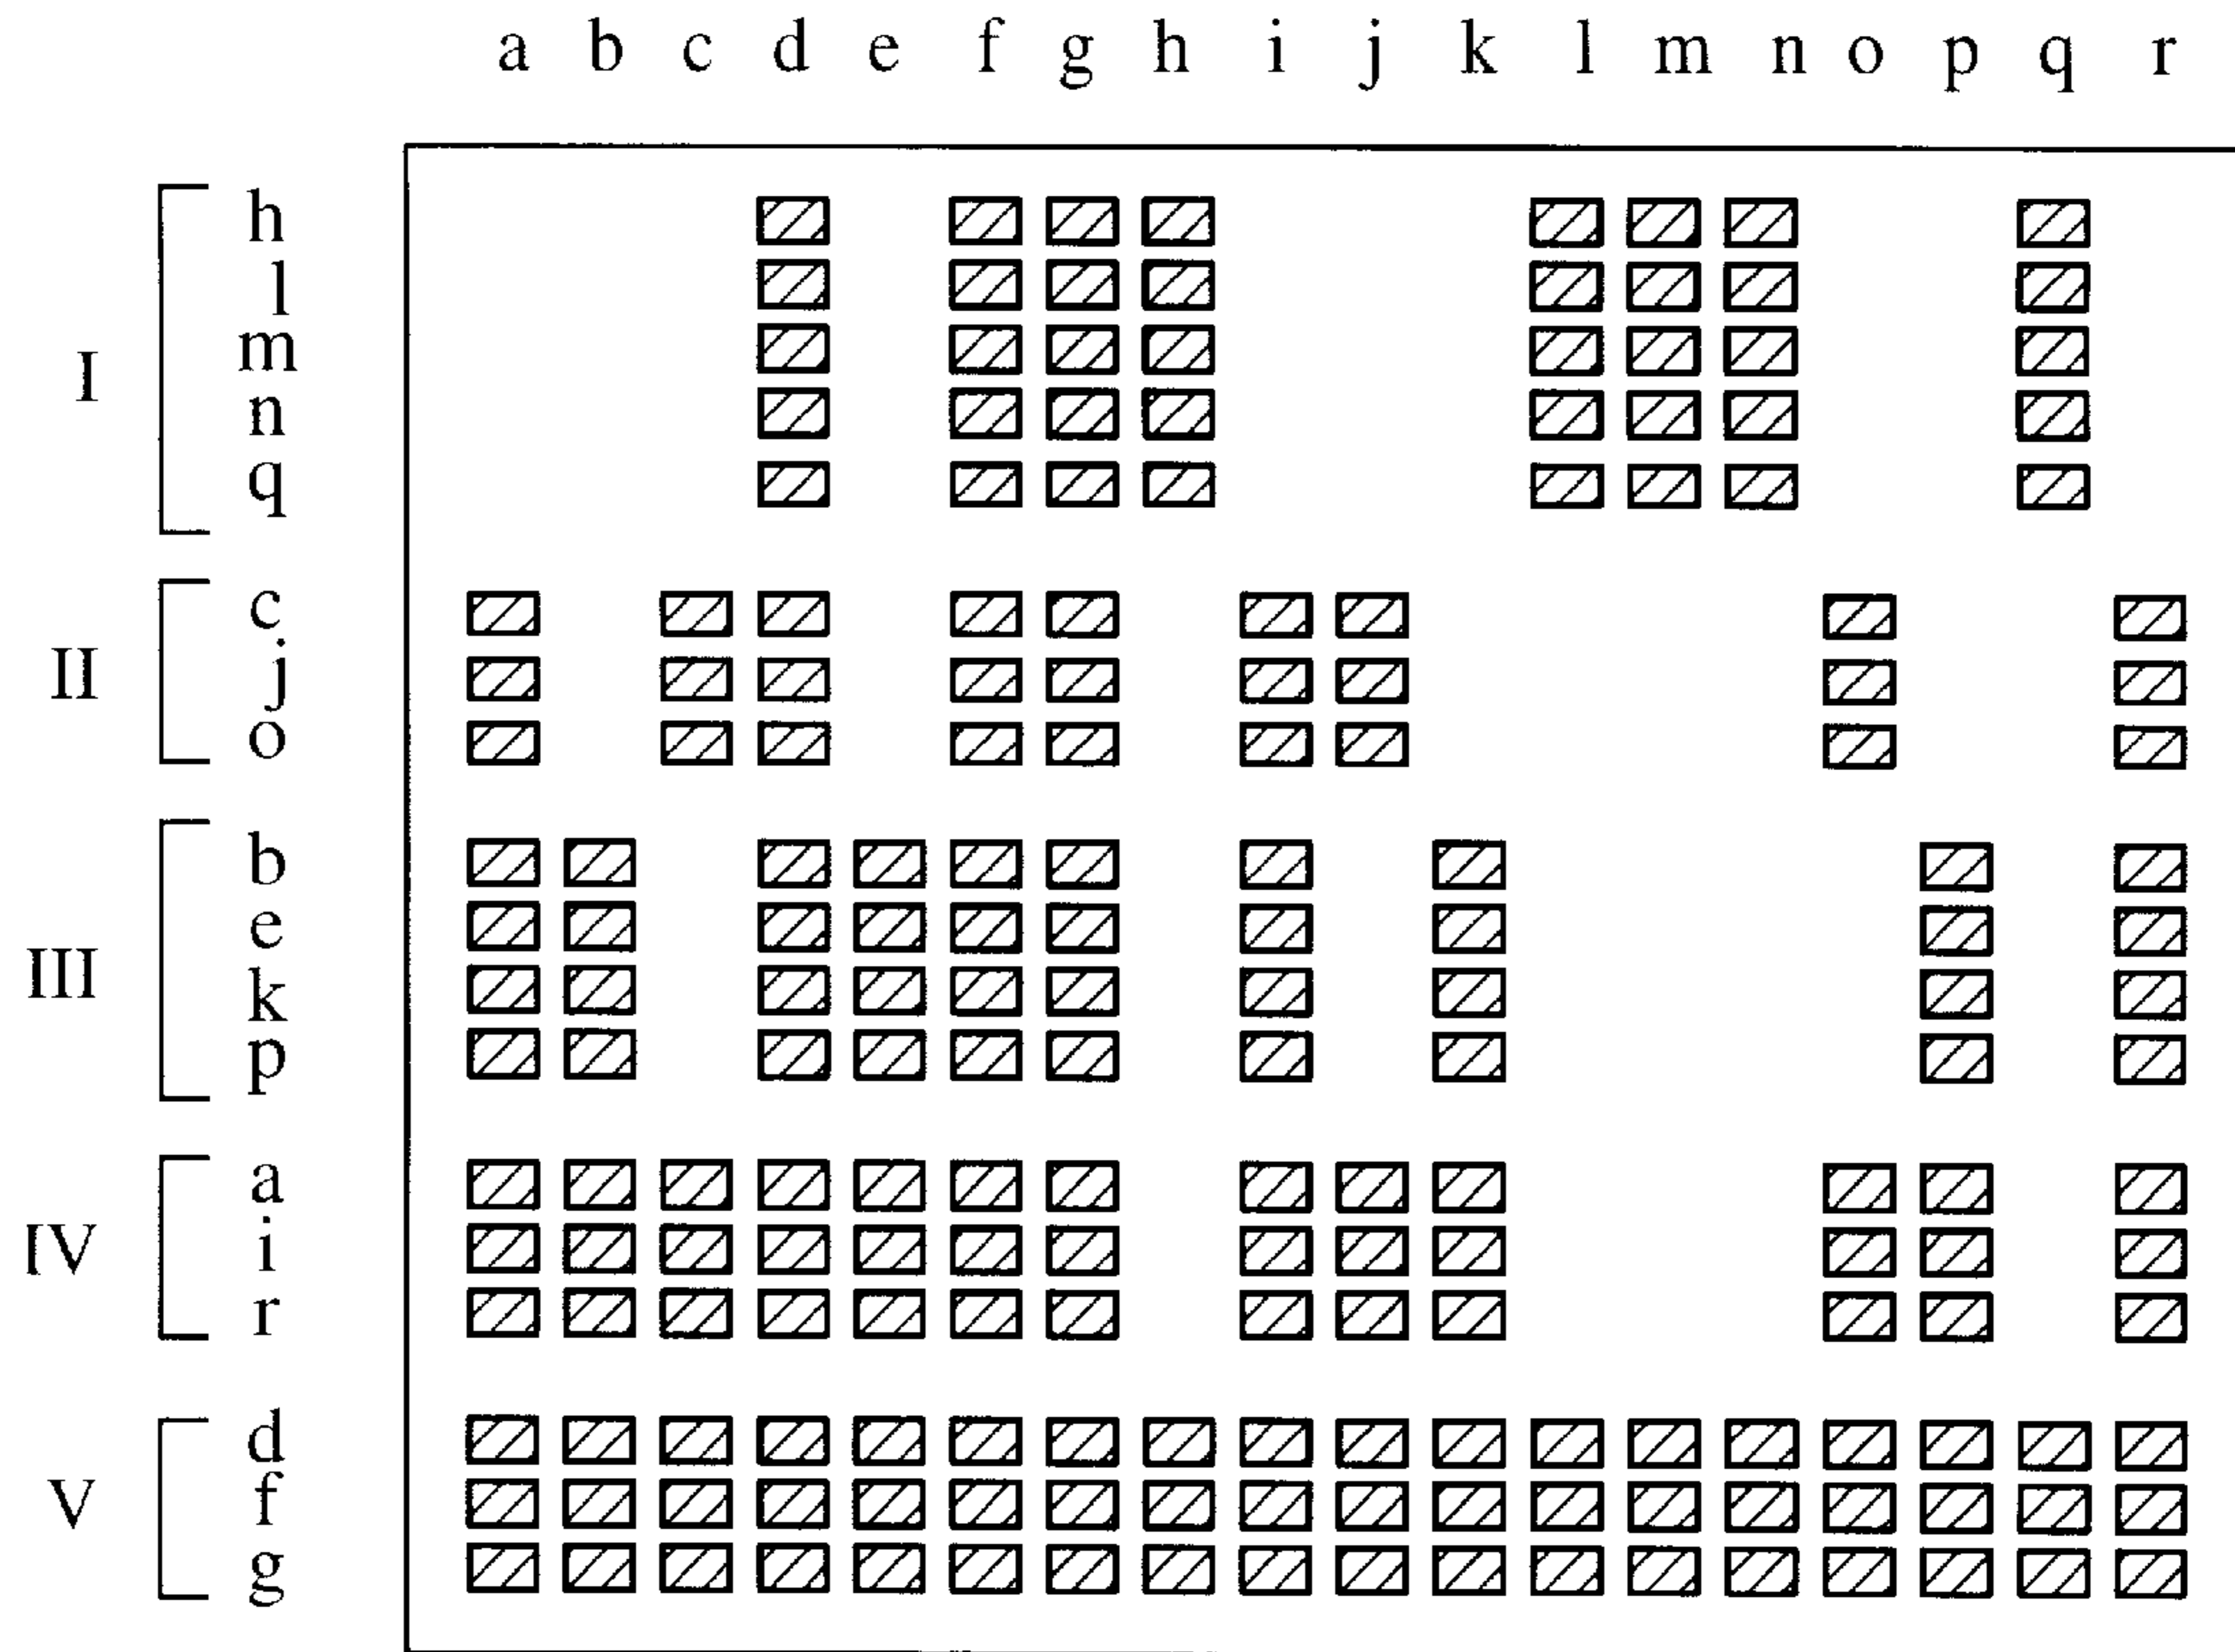 a b c d e f g h i j k l m n o p q r
h
l
I m
n
q
c
II j
o
b
e
III k
p
a
IV i
r
d
V f
g